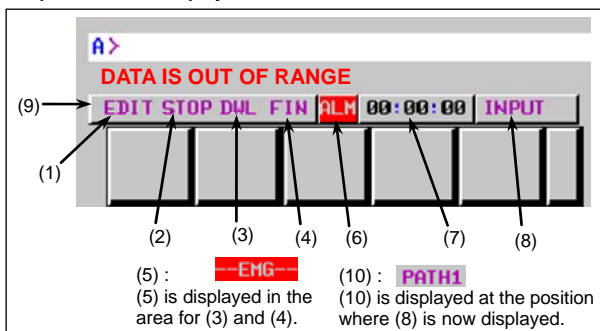 A>
DATA IS OUT OF RANGE
(9) EDIT STOP DWL FIN ALM 00:00:00 INPUT
(1)
(2) (3) (4) (6) (7) (8)
(5) : --EMG--
(5) is displayed in the
area for (3) and (4).
(10) : PATH1
(10) is displayed at the position
where (8) is now displayed.